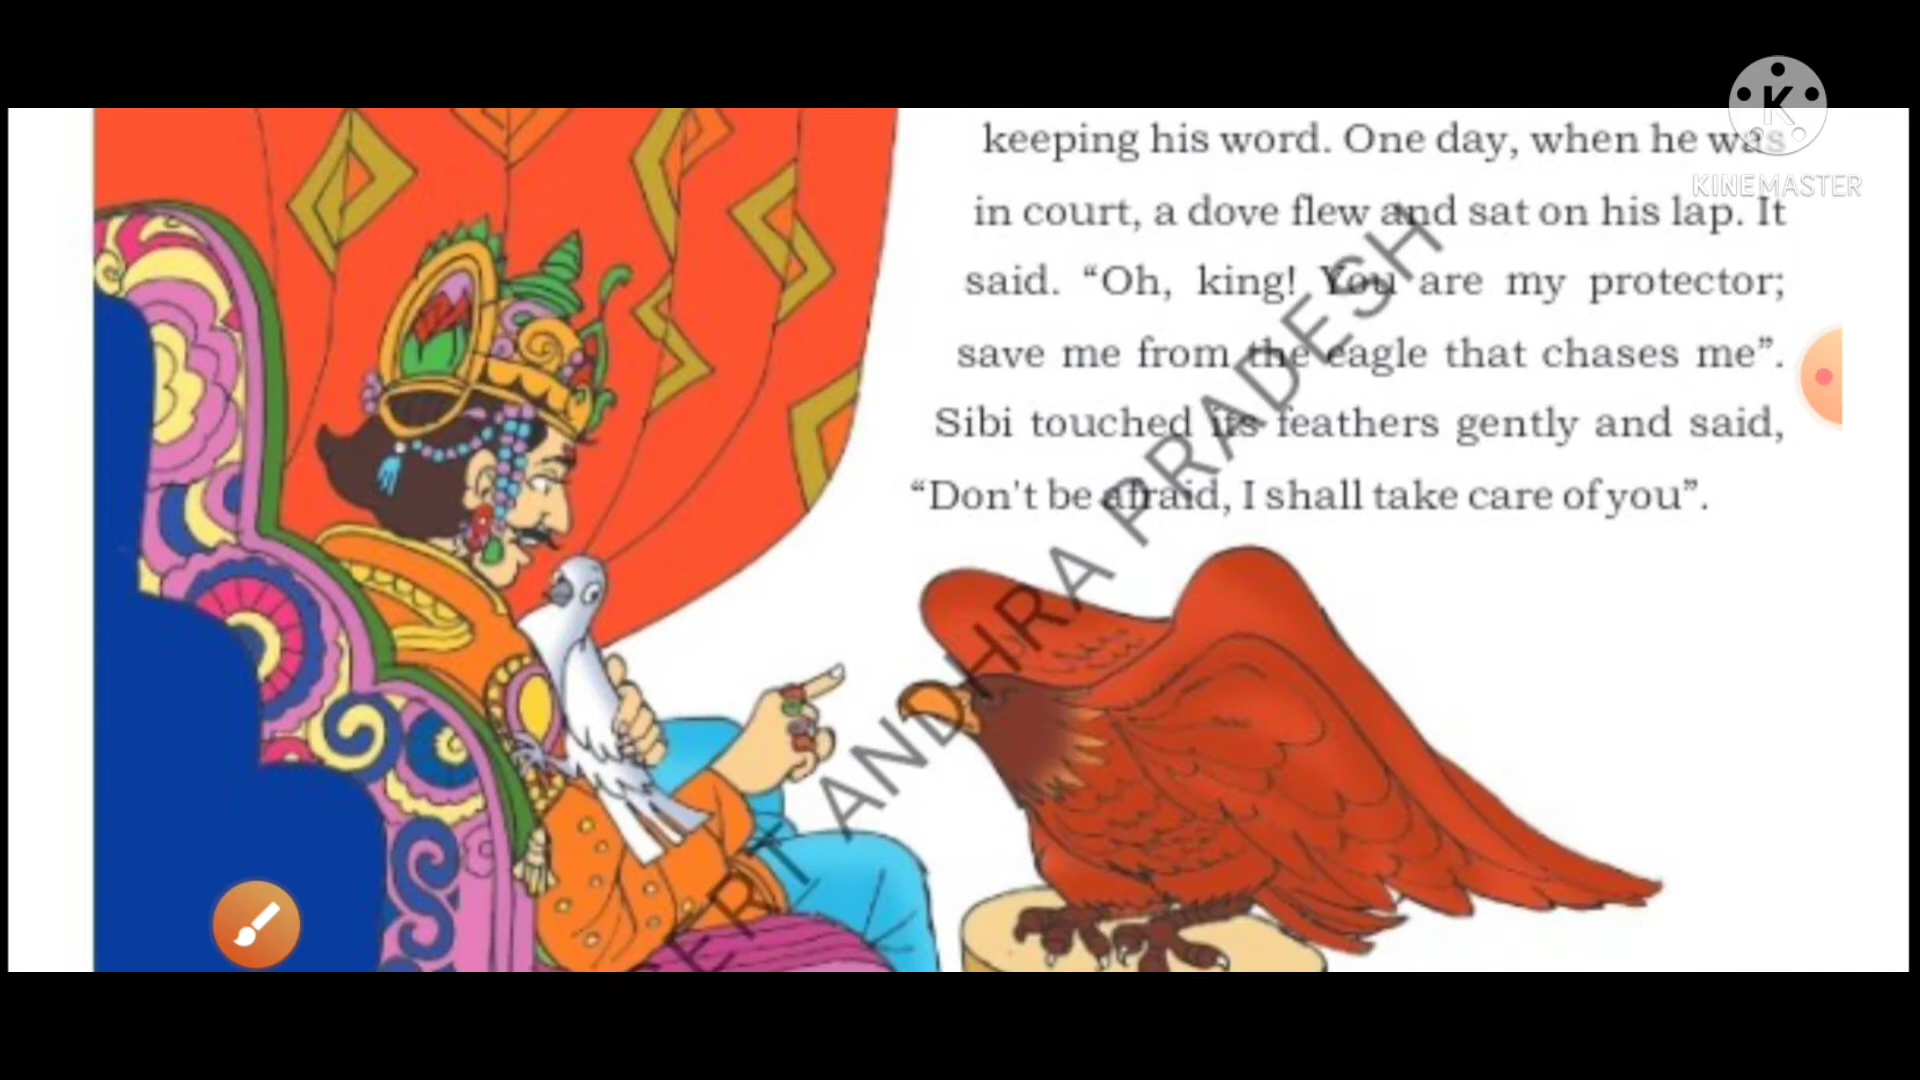 keeping his word. One day, when he was
in court, a dove flew and sat on his lap. It
said. “Oh, king! You are my protector;
save me from the eagle that chases me”.
Sibi touched its feathers gently and said,
“Don't be afraid, I shall take care of you”.
K
KINEMASTER
ERT ANDHRA PRADESH